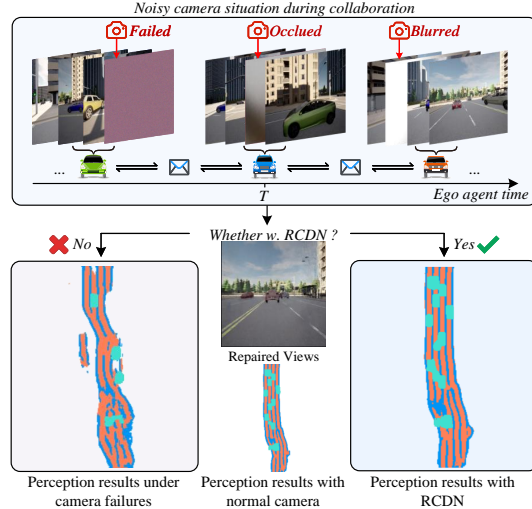 Noisy camera situation during collaboration
Failed
Occlued
Blurred
...
...
T
Ego agent time
No
Whether w. RCDN ?
Yes
Repaired Views
Perception results under
camera failures
Perception results with
normal camera
Perception results with
RCDN